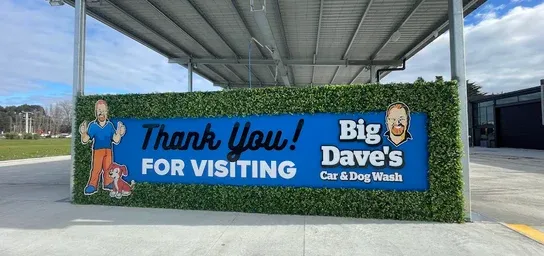 Thank You!
FOR VISITING
Big
Dave's
Car & Dog Wash